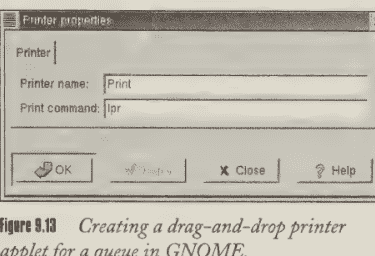 Printer properties
Printer
Printer name: Print
Print command: lpr
OK Close Help
Figure 9.13 Creating a drag-and-drop printer
applet for a queue in GNOME.